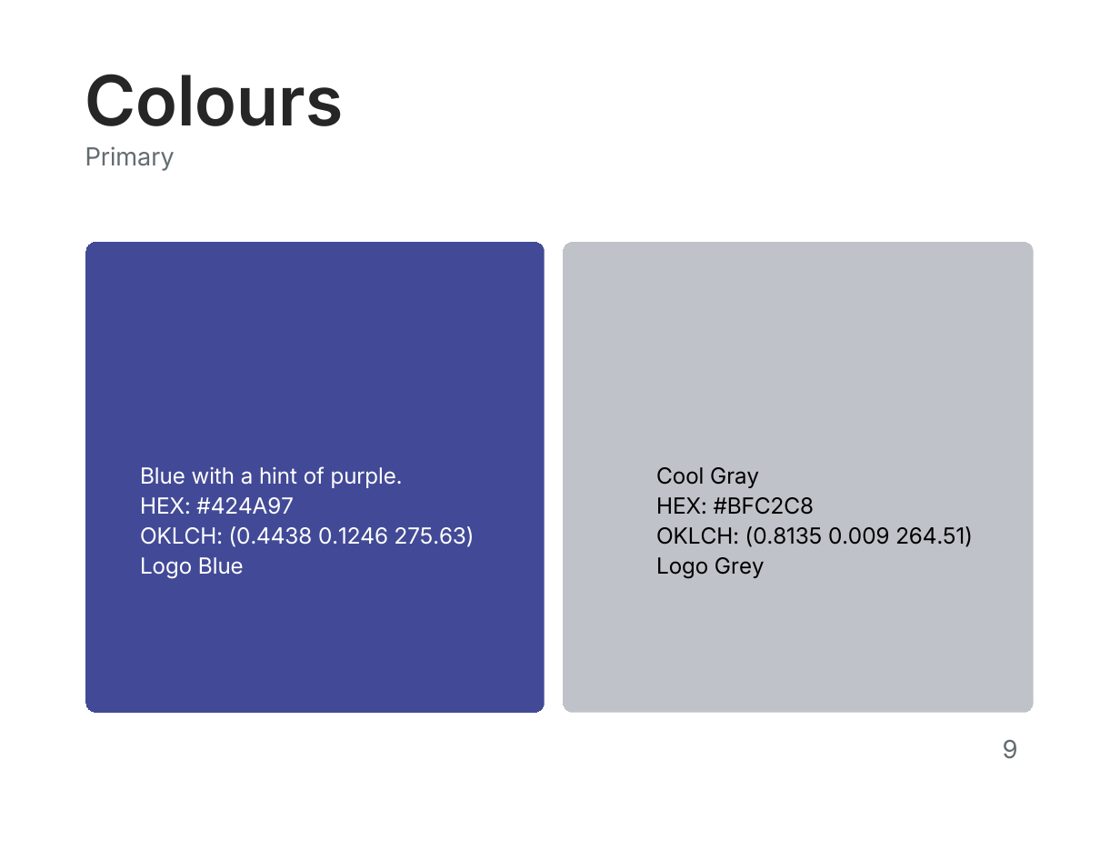 Colours
Primary
Blue with a hint of purple.
HEX: #424A97
OKLCH: (0.4438 0.1246 275.63)
Logo Blue
Cool Gray
HEX: #BFC2C8
OKLCH: (0.8135 0.009 264.51)
Logo Grey
9